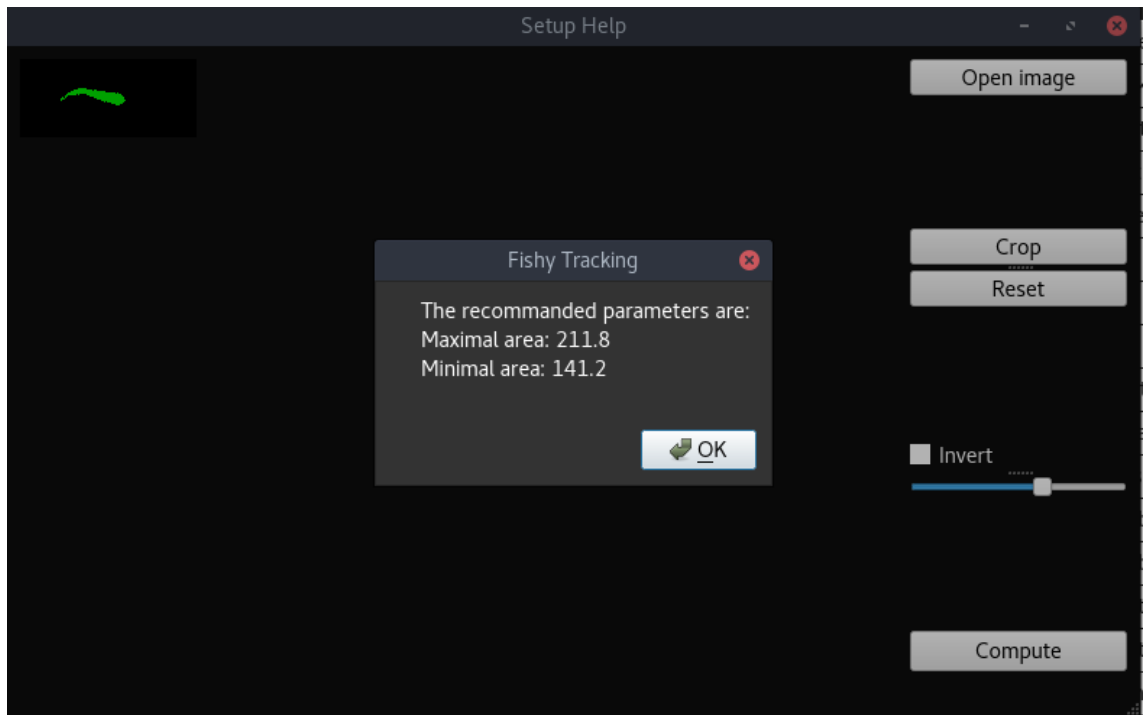 Setup Help
Open image
Crop
Reset
Fishy Tracking
The recommanded parameters are:
Maximal area: 211.8
Minimal area: 141.2
OK
Invert
Compute